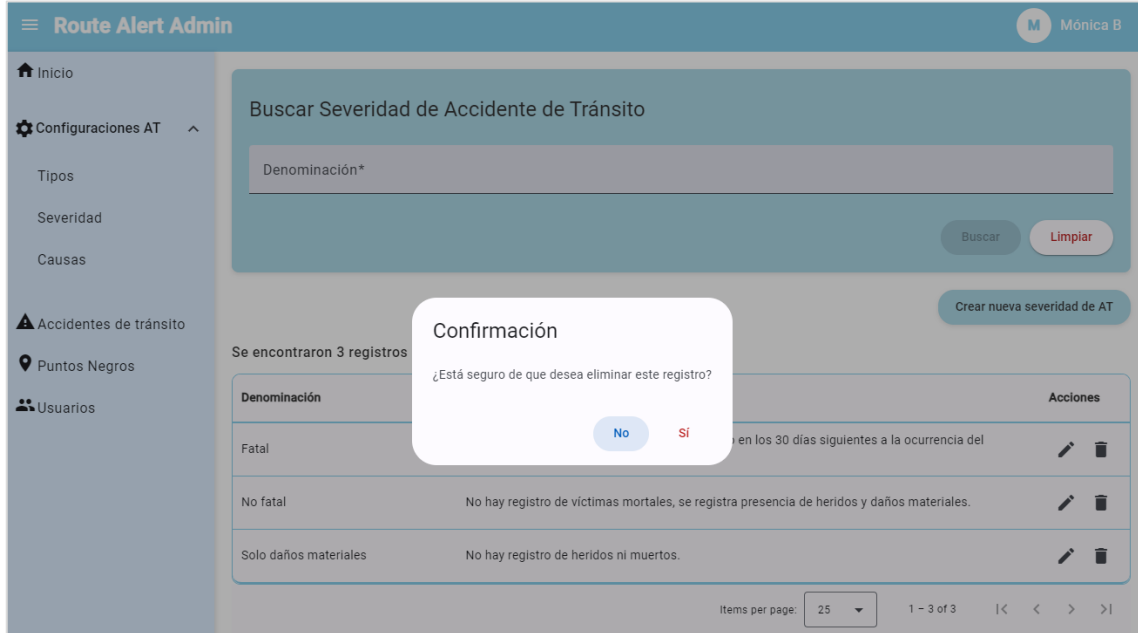 Route Alert Admin
M Mónica B
Inicio
Configuraciones AT
Tipos
Severidad
Causas
Accidentes de tránsito
Puntos Negros
Usuarios
Buscar Severidad de Accidente de Tránsito
Denominación*
Buscar Limpiar
Crear nueva severidad de AT
Se encontraron 3 registros
Confirmación
¿Está seguro de que desea eliminar este registro?
No Sí
Denominación Acciones
Fatal en los 30 días siguientes a la ocurrencia del
No fatal No hay registro de víctimas mortales, se registra presencia de heridos y daños materiales.
Solo daños materiales No hay registro de heridos ni muertos.
Items per page: 25 1 – 3 of 3